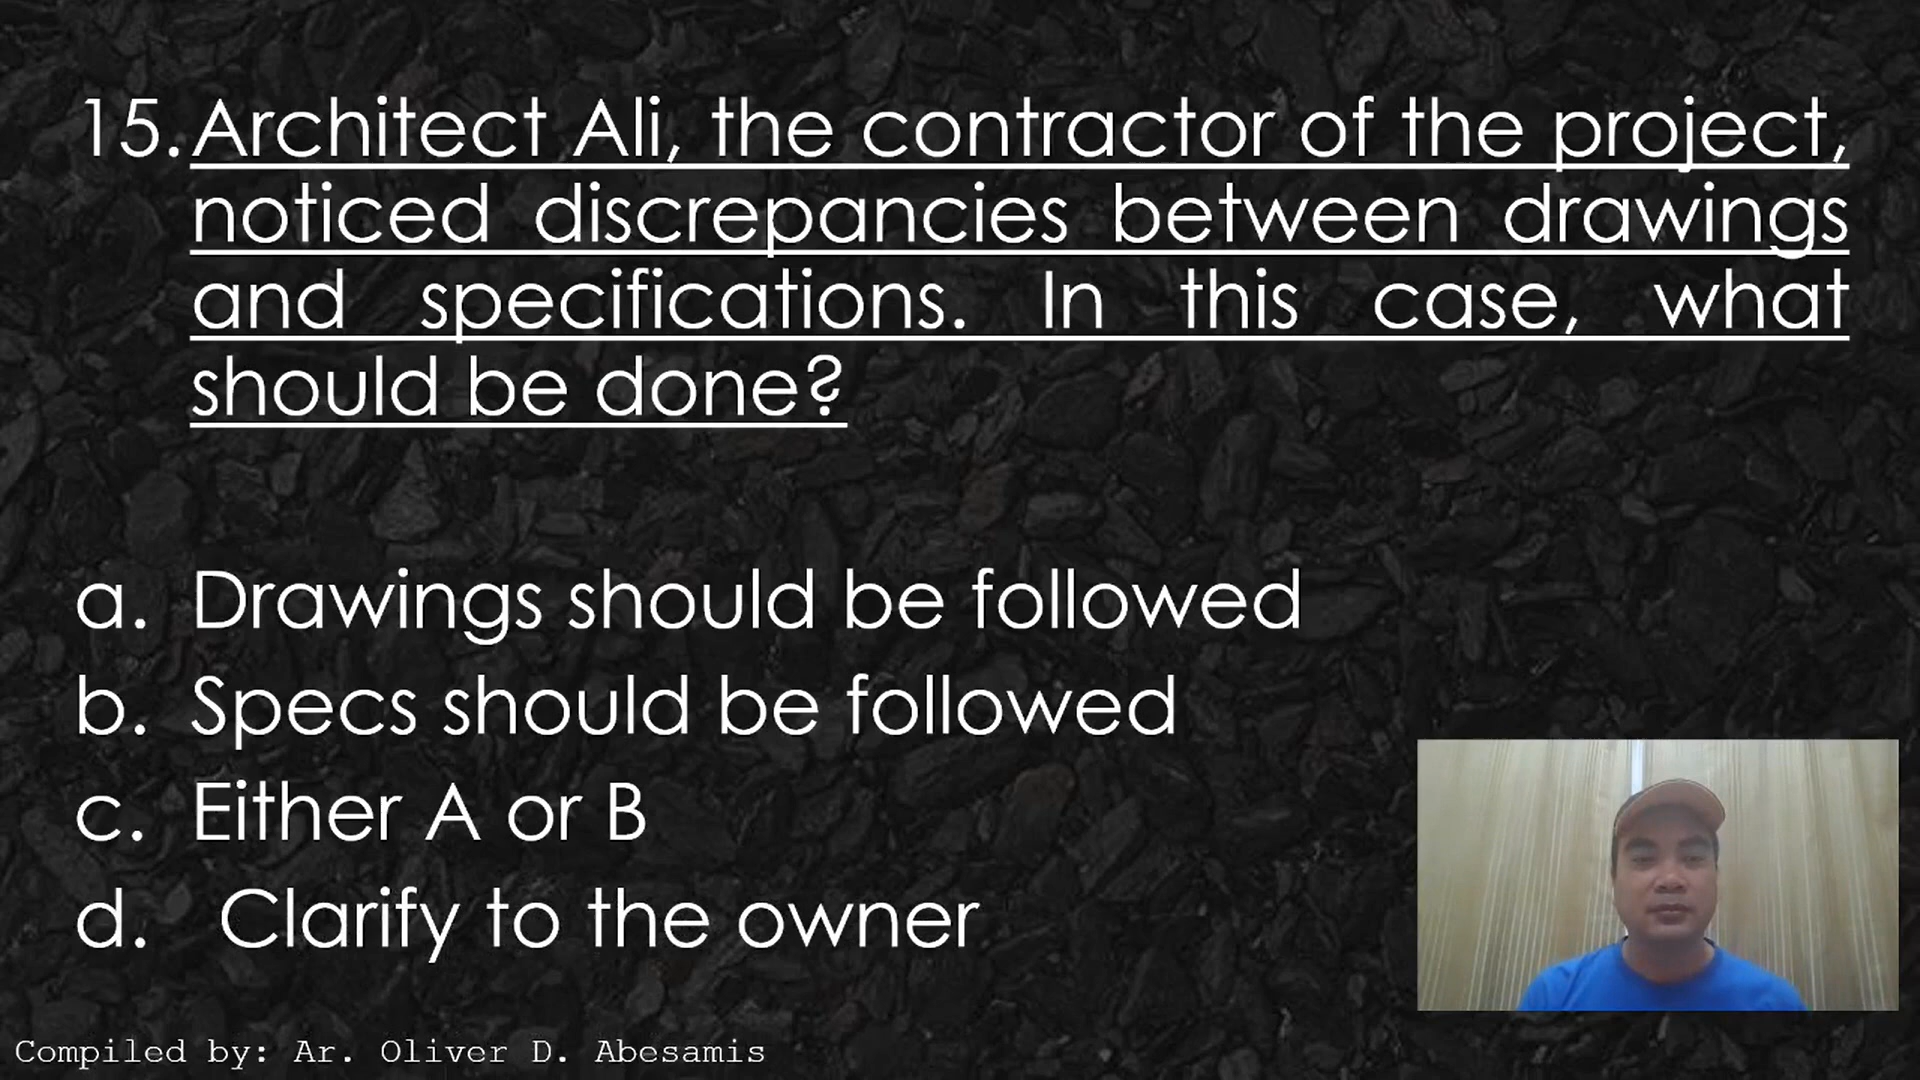 15. Architect Ali, the contractor of the project,
noticed discrepancies between drawings
and specifications. In this case, what
should be done?
a. Drawings should be followed
b. Specs should be followed
c. Either A or B
d. Clarify to the owner
Compiled by: Ar. Oliver D. Abesamis